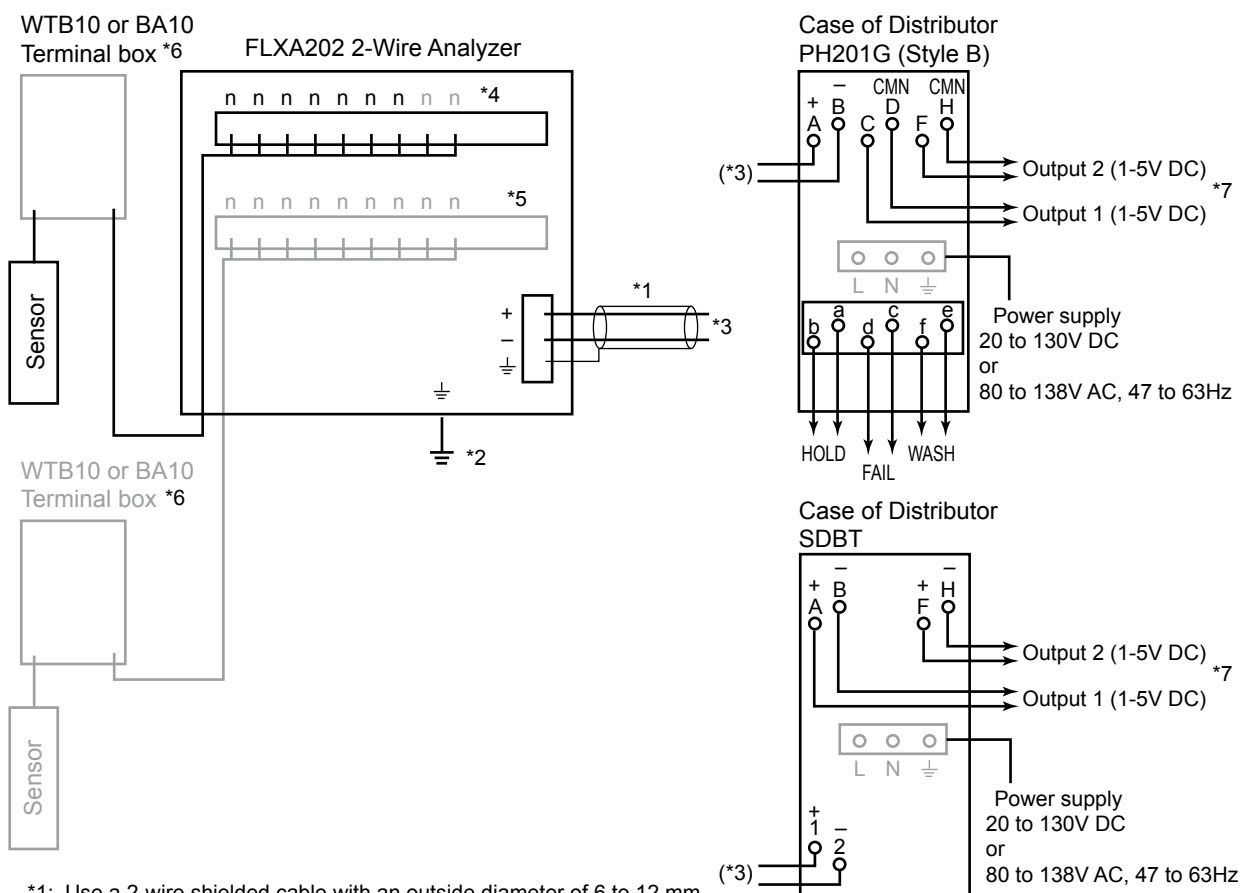 WTB10 or BA10
Terminal box *6
FLXA202 2-Wire Analyzer
n n n n n n n n n *4
n n n n n n n n n *5
Sensor
+
–
*1
*3
*2
WTB10 or BA10
Terminal box *6
Sensor
Case of Distributor
PH201G (Style B)
– CMN CMN
+ B D H
A C F
(*3)
Output 2 (1-5V DC)
*7
Output 1 (1-5V DC)
L N
Power supply
20 to 130V DC
or
80 to 138V AC, 47 to 63Hz
b a d c f e
HOLD
FAIL
WASH
Case of Distributor
SDBT
– –
+ B + H
A F
Output 2 (1-5V DC)
*7
Output 1 (1-5V DC)
L N
Power supply
20 to 130V DC
or
80 to 138V AC, 47 to 63Hz
+
1 –
2
(*3)
*1: Use a 2-wire shielded cable with an outside diameter of 6 to 12 mm